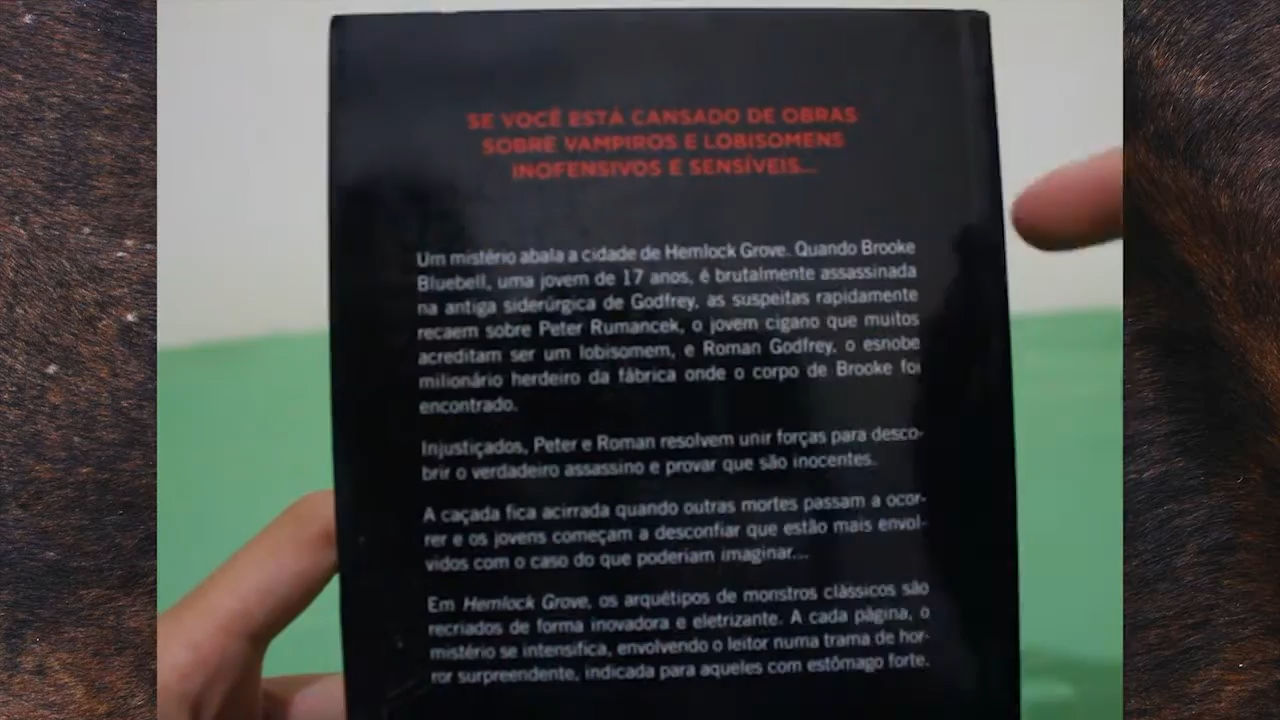 SE VOCÊ ESTÁ CANSADO DE OBRAS
SOBRE VAMPIROS E LOBISOMENS
INOFENSIVOS E SENSÍVEIS...
Um mistério abala a cidade de Hemlock Grove. Quando Brooke
Bluebell, uma jovem de 17 anos, é brutalmente assassinada
na antiga siderúrgica de Godfrey, as suspeitas rapidamente
recaem sobre Peter Rumancek, o jovem cigano que muitos
acreditam ser um lobisomem, e Roman Godfrey, o esnobe
milionário herdeiro da fábrica onde o corpo de Brooke foi
encontrado.
Injustiçados, Peter e Roman resolvem unir forças para desco-
brir o verdadeiro assassino e provar que são inocentes.
A caçada fica acirrada quando outras mortes passam a ocor-
rer e os jovens começam a desconfiar que estão mais envol-
vidos com o caso do que poderiam imaginar...
Em Hemlock Grove, os arquétipos de monstros clássicos são
recriados de forma inovadora e eletrizante. A cada página, o
mistério se intensifica, envolvendo o leitor numa trama de hor-
ror surpreendente, indicada para aqueles com estômago forte.